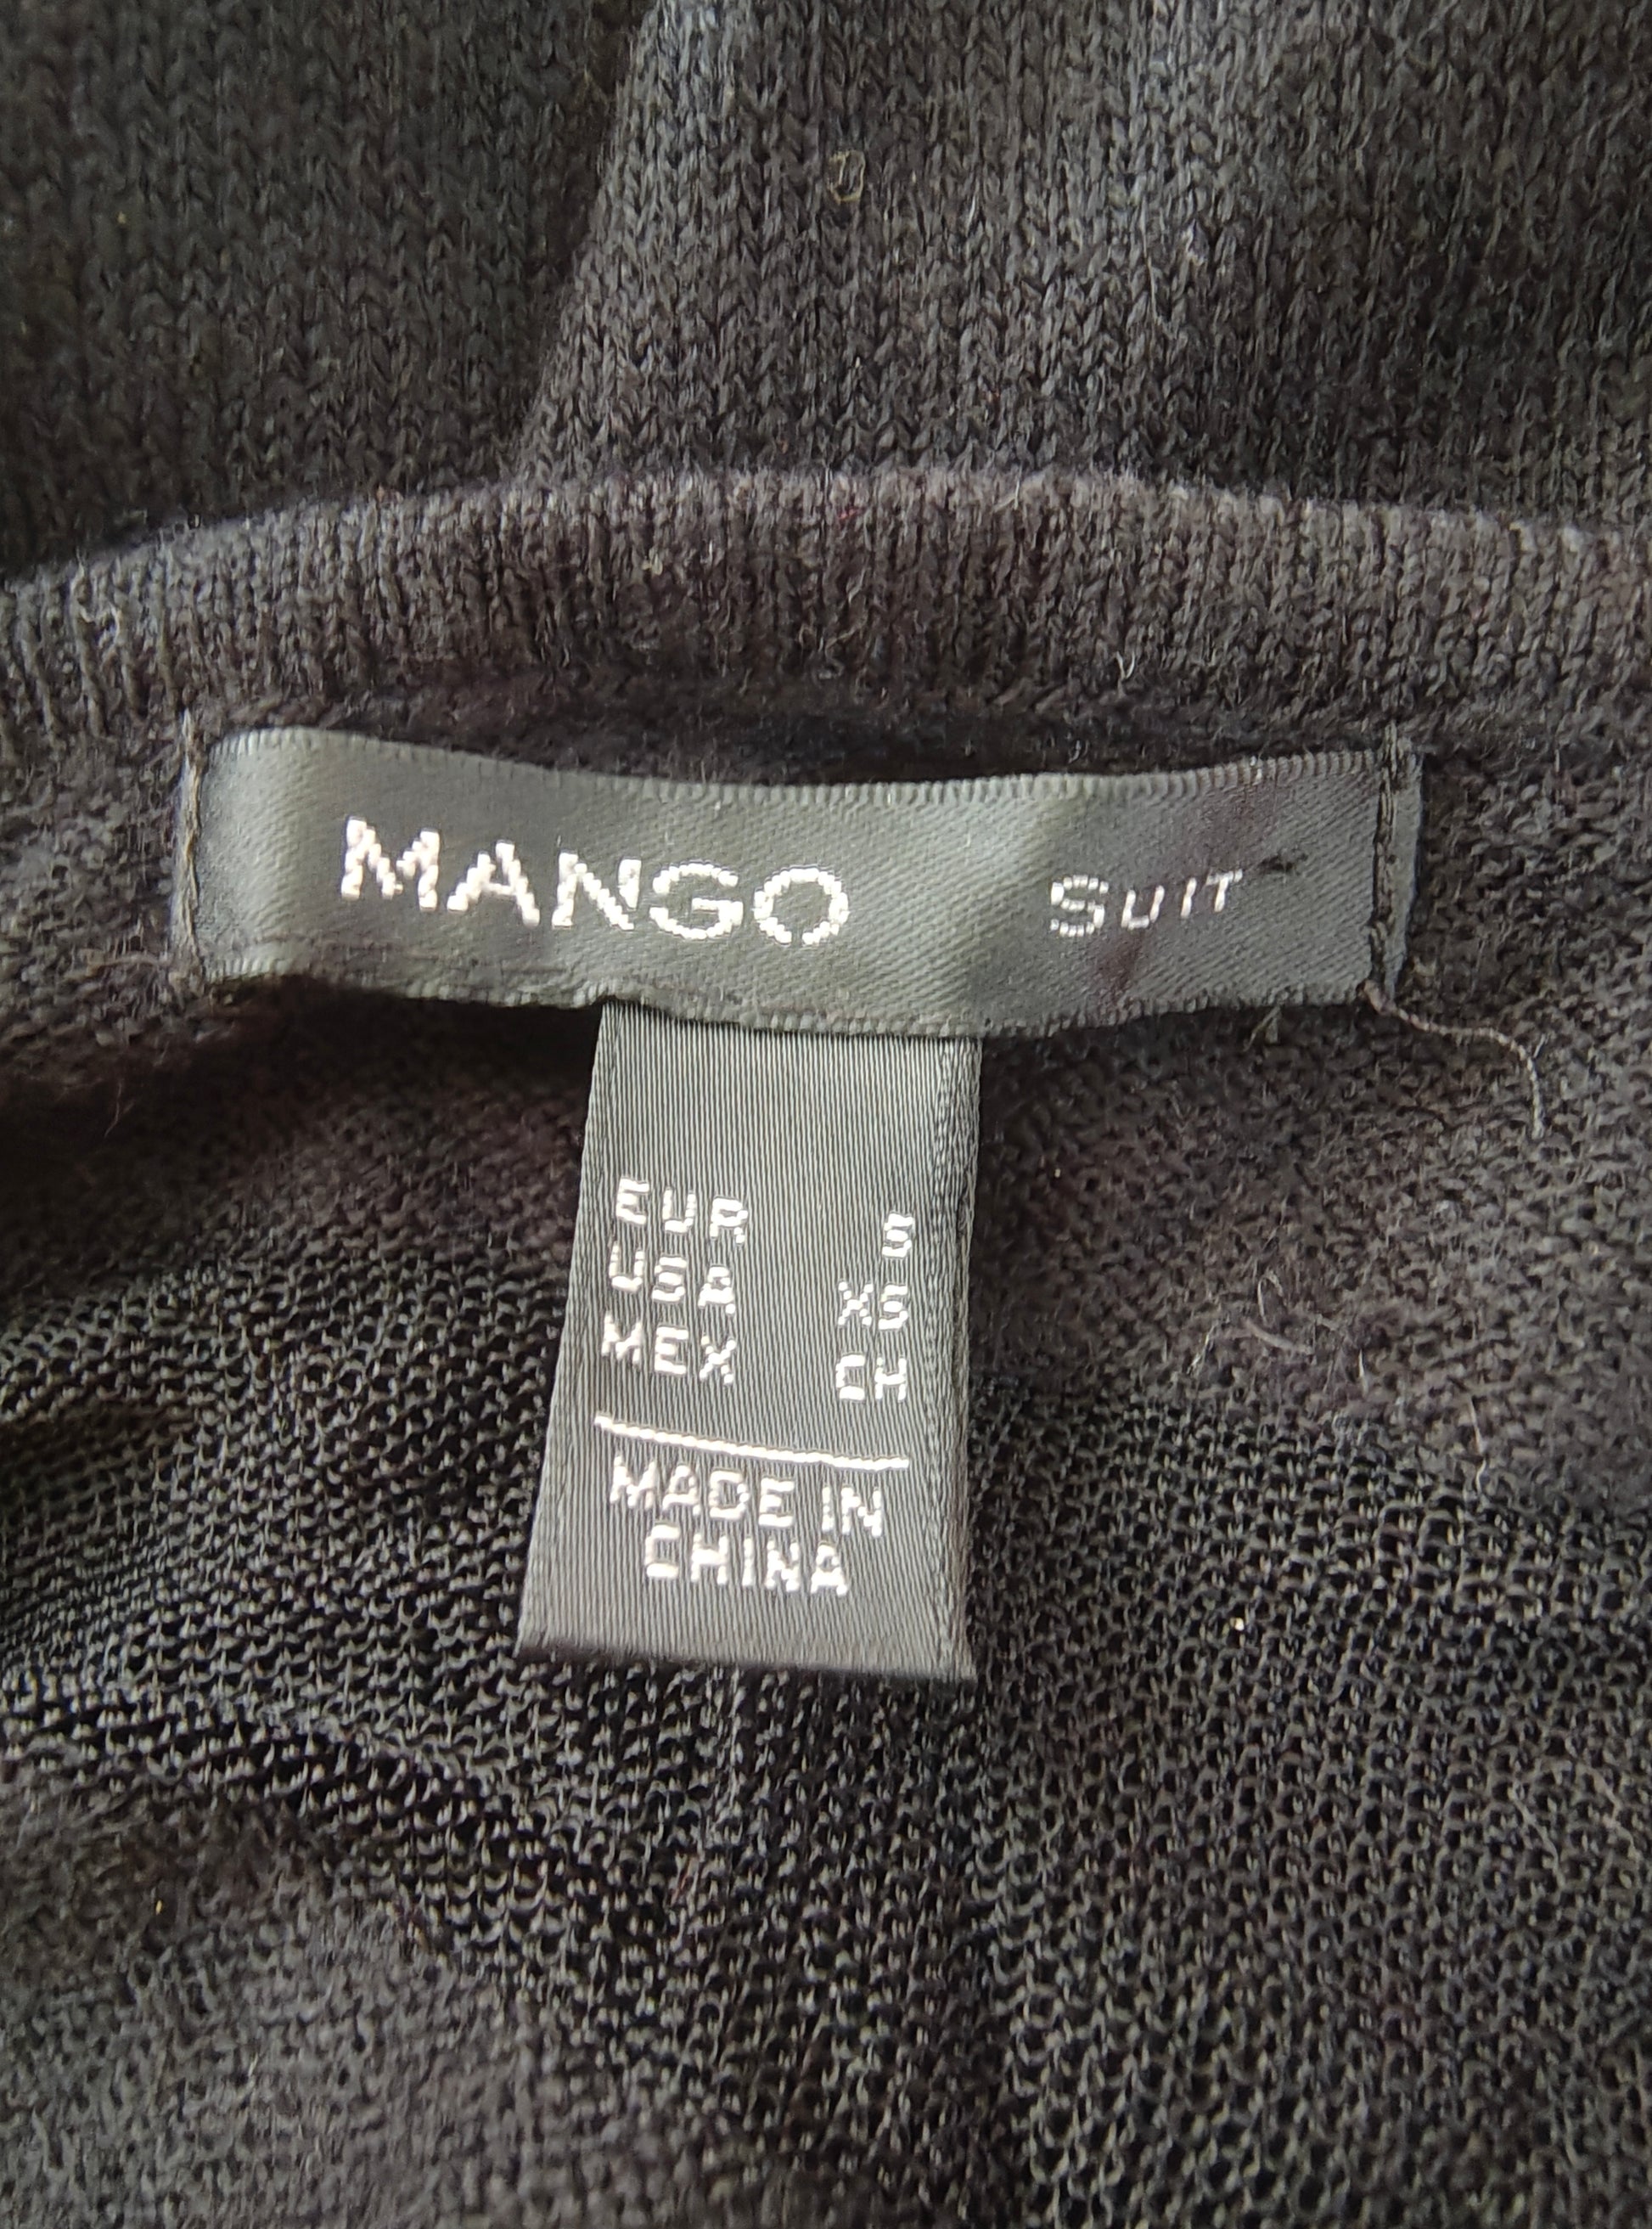 MANGO SUIT
EUR S
USA XS
MEX CH
MADE IN
CHINA